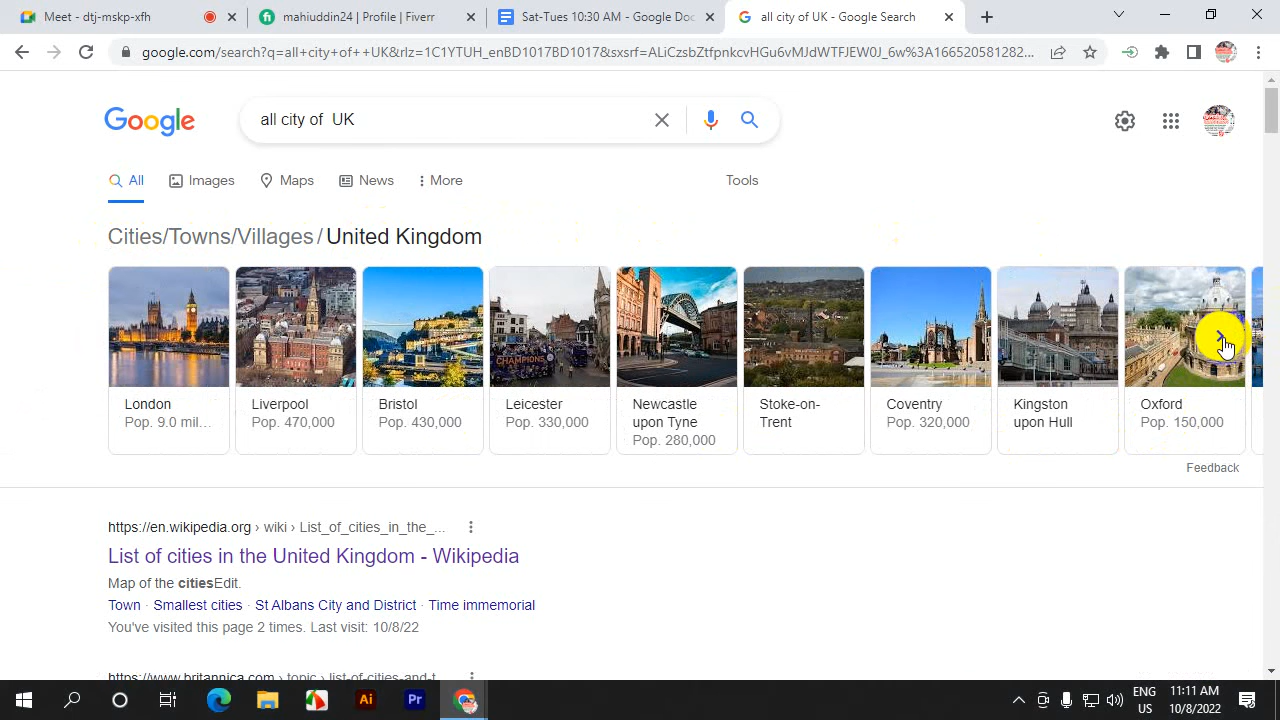 Meet - dtj-mskp-xfh
mahiuddin24 | Profile | Fiverr
Sat-Tues 10:30 AM - Google Doc
all city of UK - Google Search
google.com/search?q=all+city+of++UK&rlz=1C1YTUH_enBD1017BD1017&sxsrf=ALiCzsbZtfpnkcvHGu6vMJdWTFJEW0J_6w%3A166520581282...
Google
all city of  UK
All
Images
Maps
News
More
Tools
Cities/Towns/Villages / United Kingdom
CHAMPIONS
London
Pop. 9.0 mil...
Liverpool
Pop. 470,000
Bristol
Pop. 430,000
Leicester
Pop. 330,000
Newcastle
upon Tyne
Pop. 280,000
Stoke-on-
Trent
Coventry
Pop. 320,000
Kingston
upon Hull
Oxford
Pop. 150,000
Feedback
https://en.wikipedia.org › wiki › List_of_cities_in_the_...
List of cities in the United Kingdom - Wikipedia
Map of the citiesEdit.
Town · Smallest cities · St Albans City and District · Time immemorial
You've visited this page 2 times. Last visit: 10/8/22
https://www.britannica.com › topic › list-of-cities-and-t...
Ai
Pr
ENG
US
11:11 AM
10/8/2022